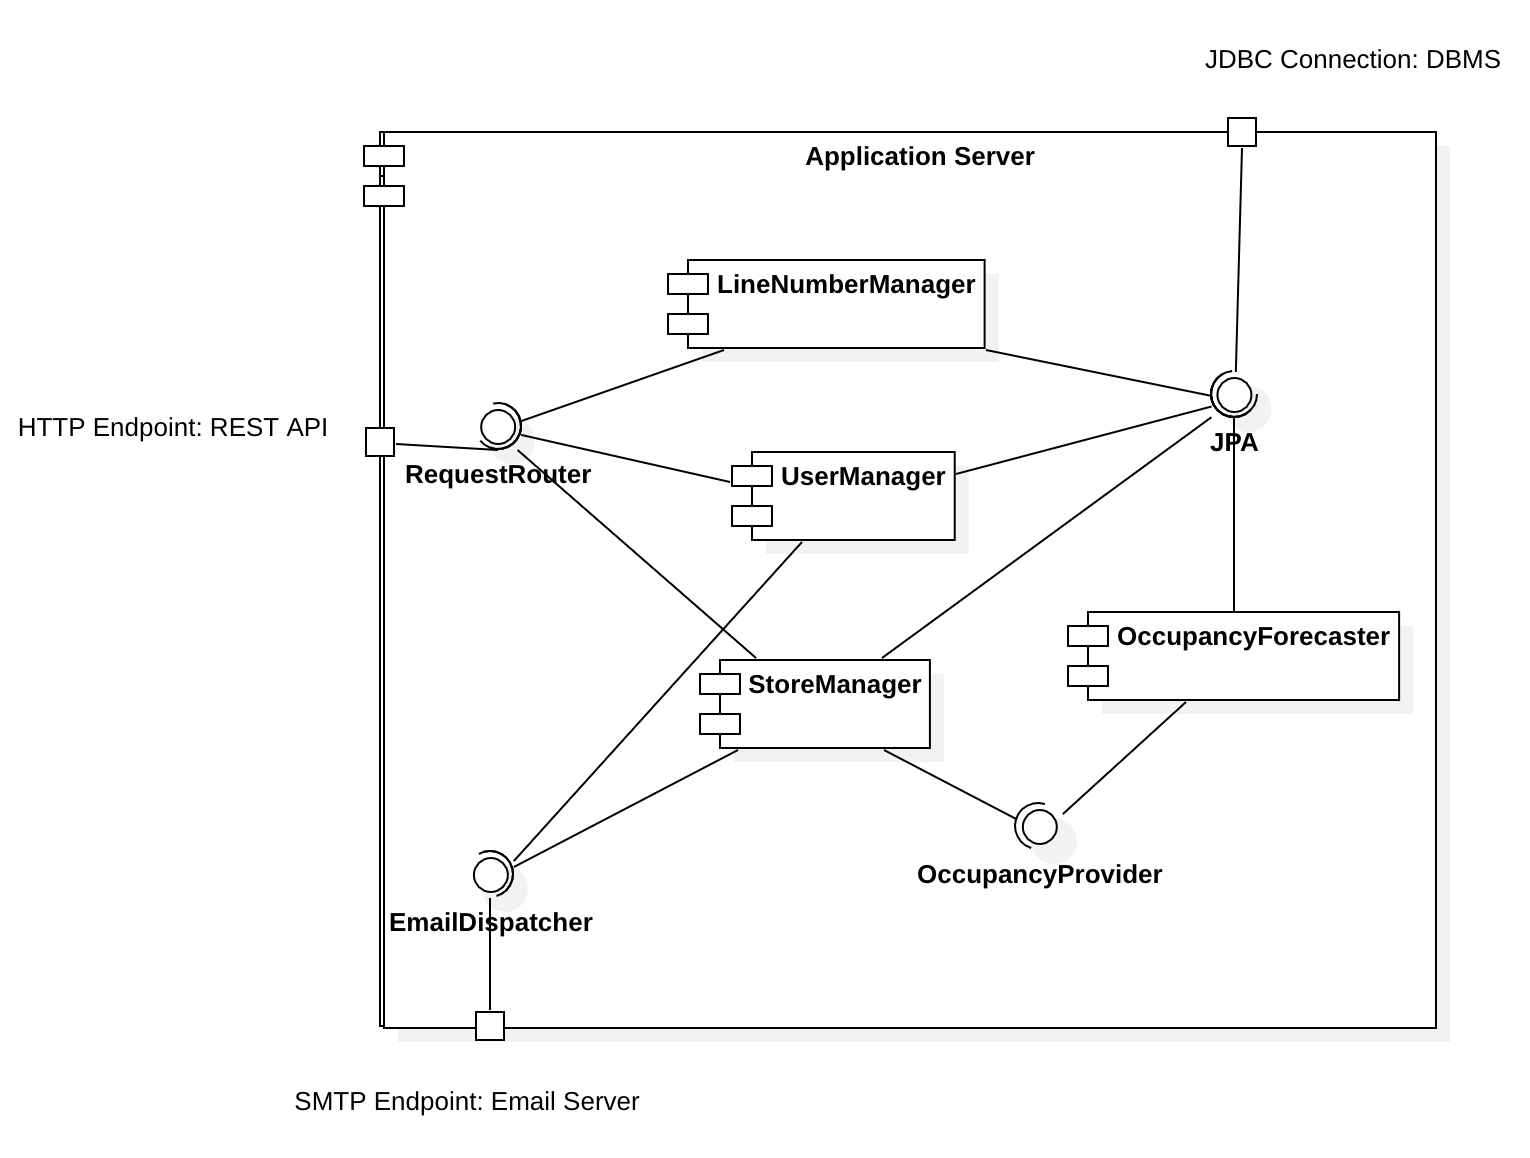 JDBC Connection: DBMS
Application Server
LineNumberManager
HTTP Endpoint: REST API
JPA
RequestRouter
UserManager
OccupancyForecaster
StoreManager
OccupancyProvider
EmailDispatcher
SMTP Endpoint: Email Server